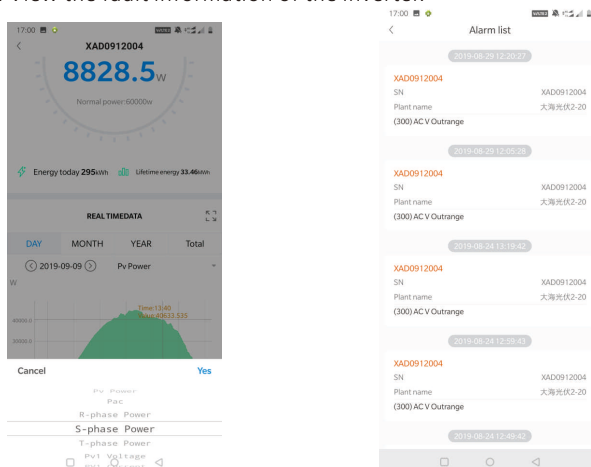 View the fault information of the inverter.
17:00
XAD0912004
8828.5W
Normal power:60000w
Energy today 295kWh
Lifetime energy 33.46MWh
REAL TIMEDATA
DAY MONTH YEAR Total
2019-09-09 Pv Power
W
Time:13:40
40633.535
Cancel Yes
Pv Power
Pac
R-phase Power
S-phase Power
T-phase Power
Pv1 Voltage
17:00
Alarm list
2019-08-29 12:20:27
XAD0912004
SN XAD0912004
Plant name 大海光伏2-20
(300) AC V Outrange
2019-08-29 12:05:28
XAD0912004
SN XAD0912004
Plant name 大海光伏2-20
(300) AC V Outrange
2019-08-24 13:19:42
XAD0912004
SN XAD0912004
Plant name 大海光伏2-20
(300) AC V Outrange
2019-08-24 12:59:43
XAD0912004
SN XAD0912004
Plant name 大海光伏2-20
(300) AC V Outrange
2019-08-24 12:49:42